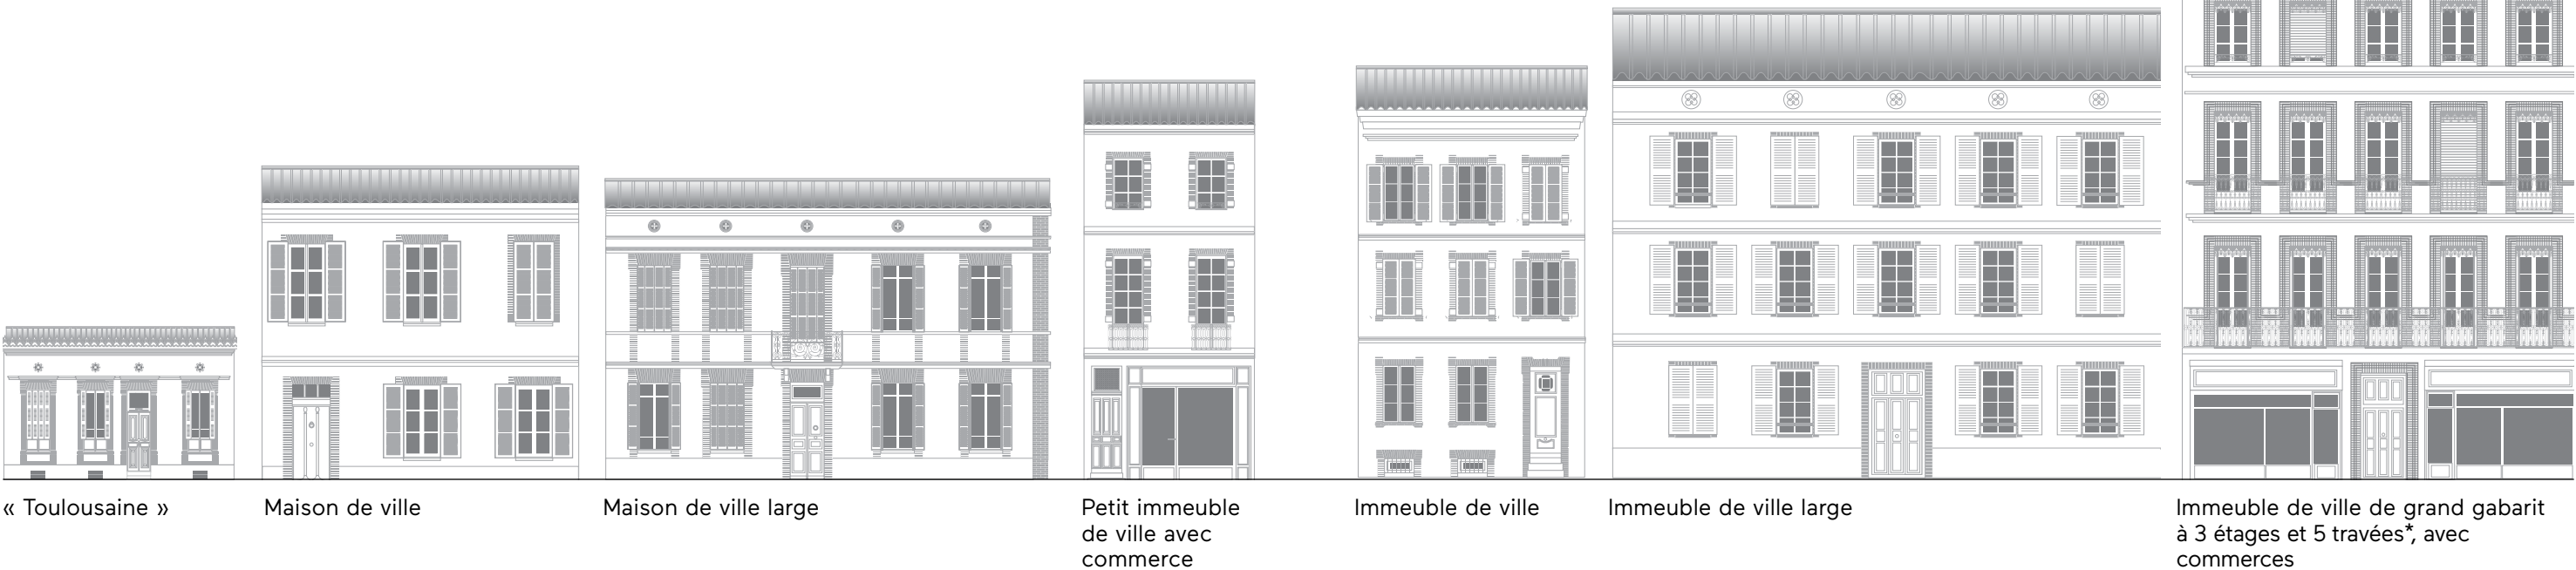 « Toulousaine »
Maison de ville
Maison de ville large
Petit immeuble
de ville avec
commerce
Immeuble de ville
Immeuble de ville large
Immeuble de ville de grand gabarit
à 3 étages et 5 travées*, avec
commerces